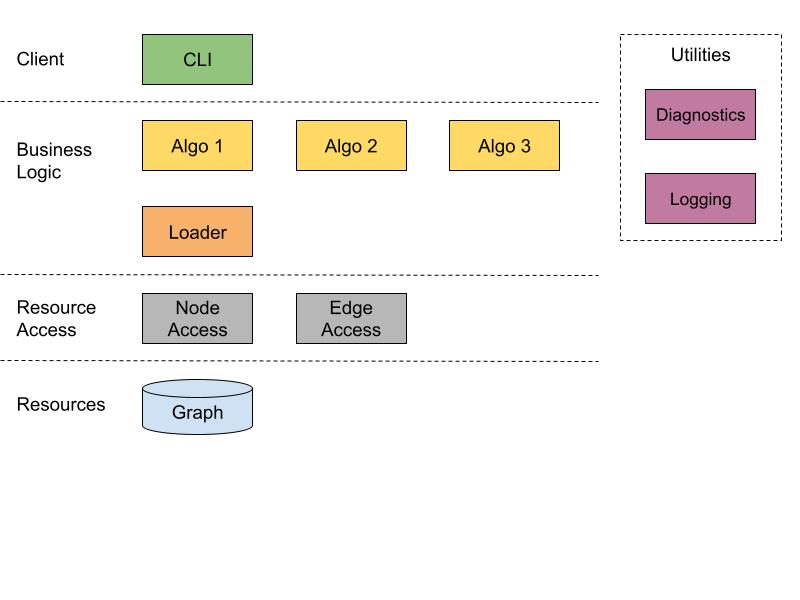 Client
CLI
Utilities
Diagnostics
Logging
Business
Logic
Algo 1
Algo 2
Algo 3
Loader
Resource
Access
Node
Access
Edge
Access
Resources
Graph